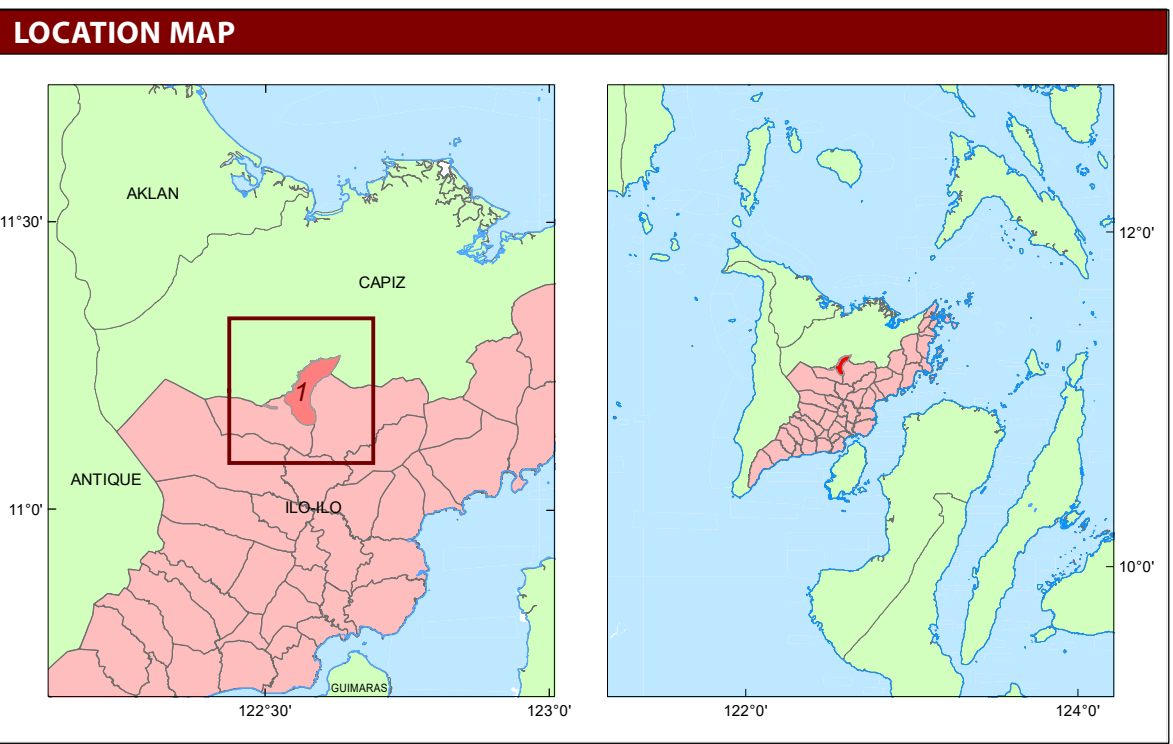 LOCATION MAP
AKLAN
11°30'
CAPIZ
1
ANTIQUE
ILO-ILO
11°0'
GUIMARAS
122°30'
123°0'
12°0'
10°0'
122°0'
124°0'